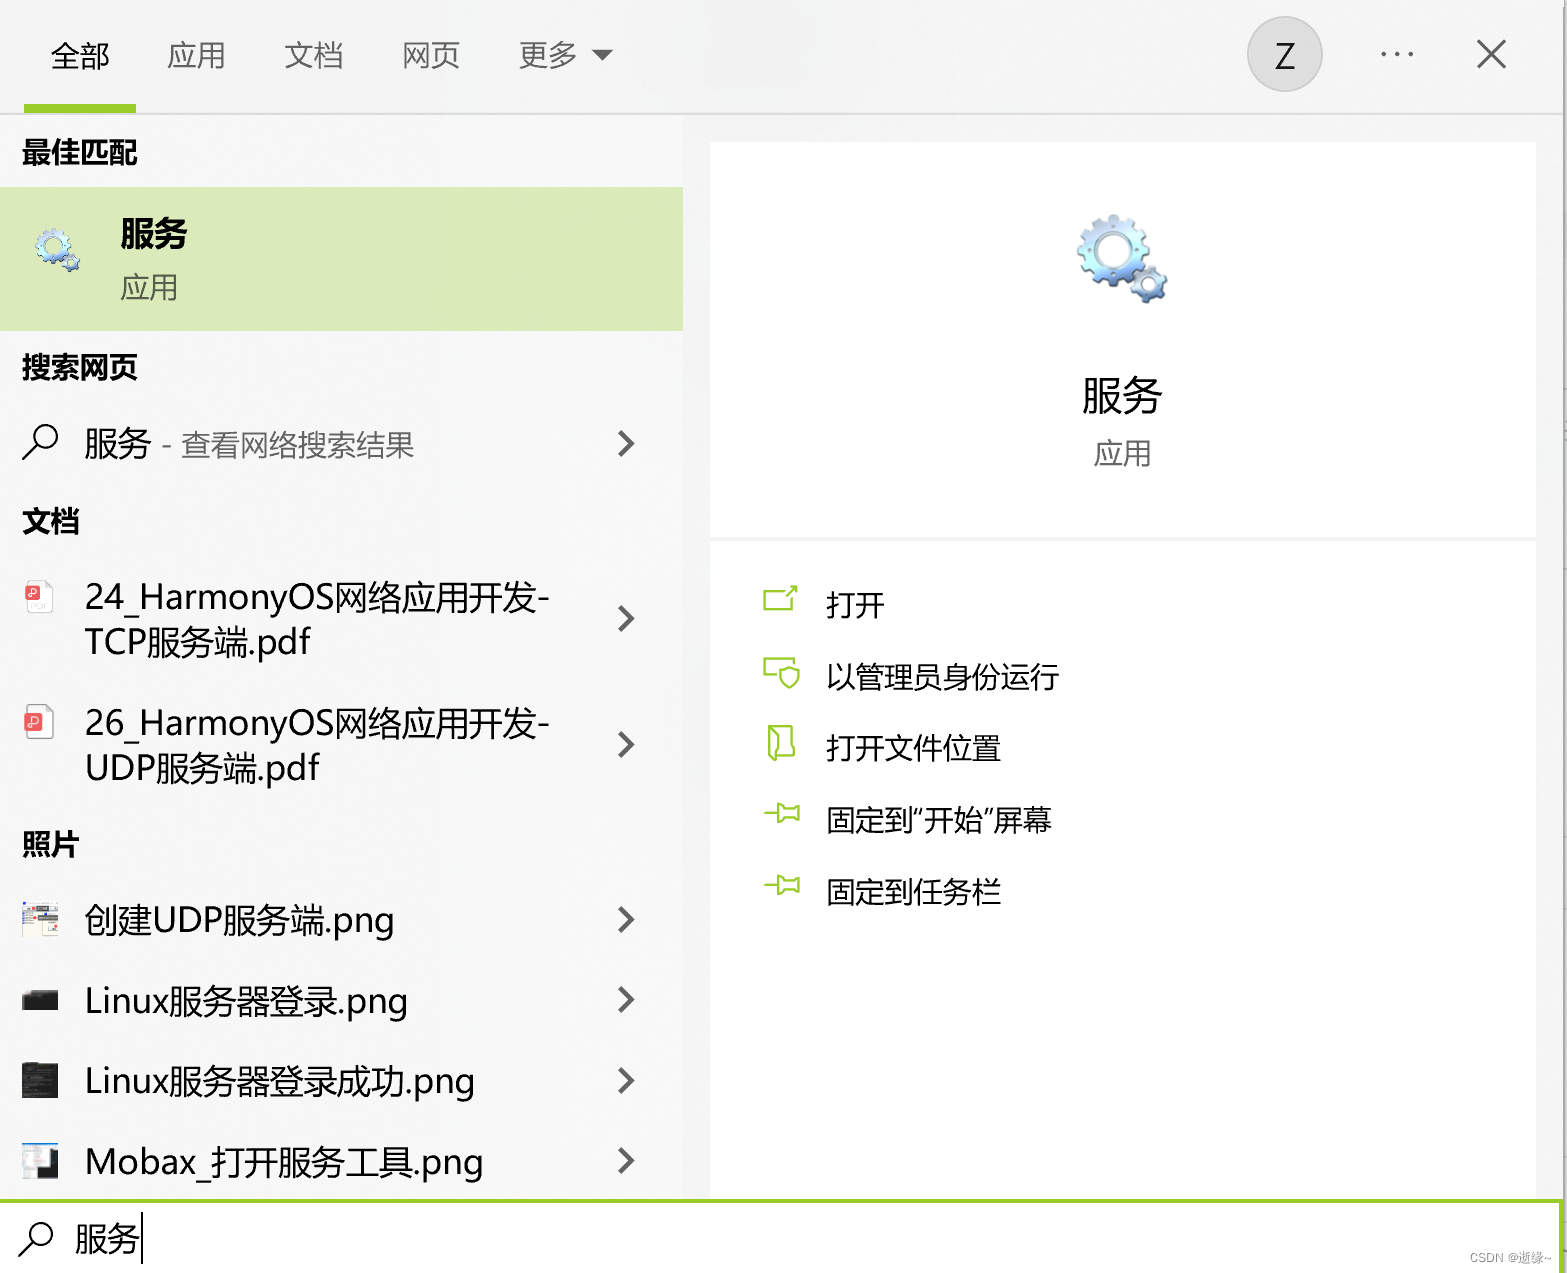 全部 应用 文档 网页 更多 Z
最佳匹配
服务
应用
搜索网页
服务 - 查看网络搜索结果
文档
24_HarmonyOS网络应用开发-
TCP服务端.pdf
26_HarmonyOS网络应用开发-
UDP服务端.pdf
照片
创建UDP服务端.png
Linux服务器登录.png
Linux服务器登录成功.png
Mobax_打开服务工具.png
服务
应用
打开
以管理员身份运行
打开文件位置
固定到"开始"屏幕
固定到任务栏
服务
CSDN @逝缘~